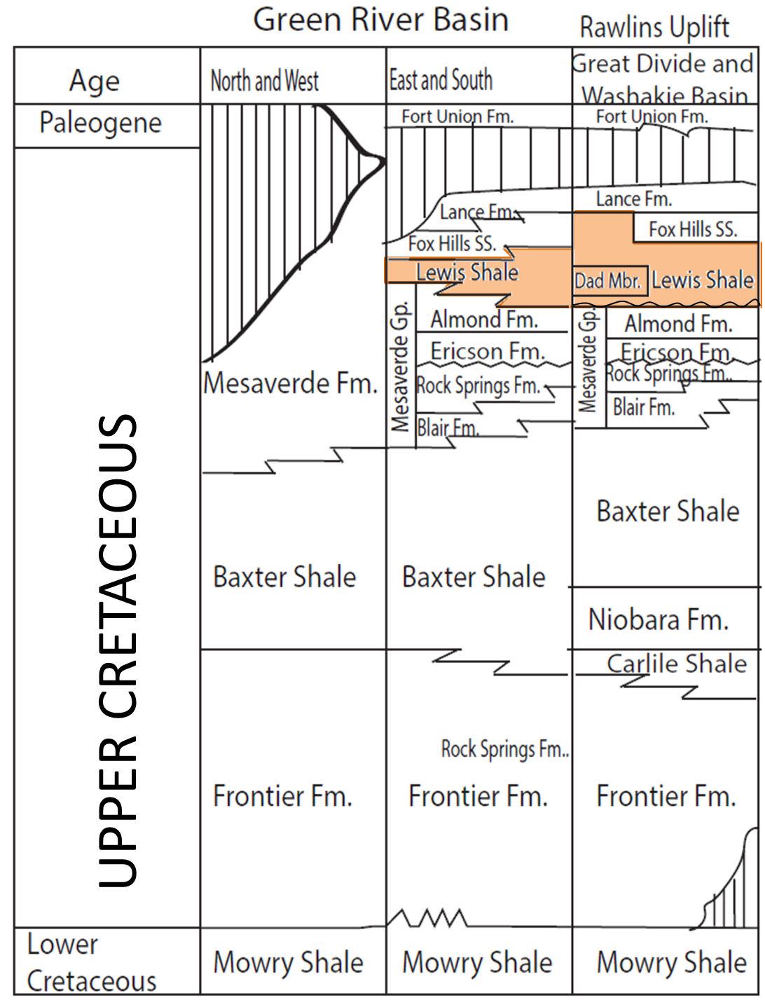 Green River Basin
Rawlins Uplift
Age
North and West
East and South
Great Divide and
Washakie Basin
Paleogene
Fort Union Fm.
Fort Union Fm.
Lance Fm.
Lance Fm.
Fox Hills SS.
Fox Hills SS.
Lewis Shale
Dad Mbr.
Lewis Shale
Mesaverde Gp.
Almond Fm.
Mesaverde Gp.
Almond Fm.
Ericson Fm.
Ericson Fm.
Mesaverde Fm.
Rock Springs Fm.
Rock Springs Fm..
Blair Fm.
Blair Fm.
UPPER CRETACEOUS
Baxter Shale
Baxter Shale
Baxter Shale
Niobara Fm.
Carlile Shale
Rock Springs Fm..
Frontier Fm.
Frontier Fm.
Frontier Fm.
Lower
Cretaceous
Mowry Shale
Mowry Shale
Mowry Shale